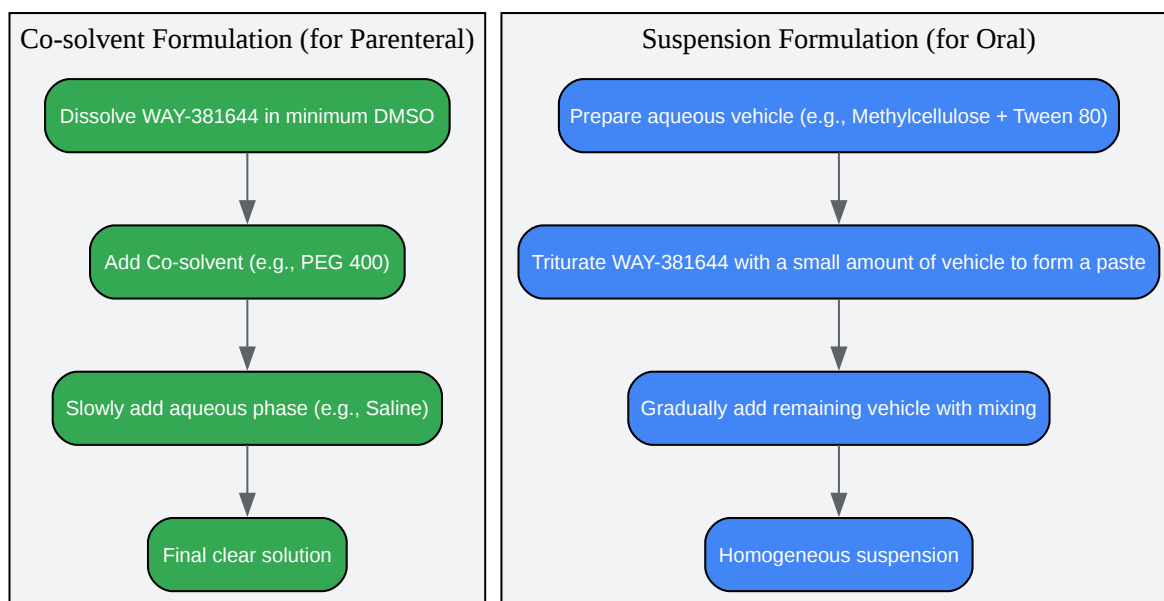 Co-solvent Formulation (for Parenteral)
Dissolve WAY-381644 in minimum DMSO
Add Co-solvent (e.g., PEG 400)
Slowly add aqueous phase (e.g., Saline)
Final clear solution
Suspension Formulation (for Oral)
Prepare aqueous vehicle (e.g., Methylcellulose + Tween 80)
Triturate WAY-381644 with a small amount of vehicle to form a paste
Gradually add remaining vehicle with mixing
Homogeneous suspension